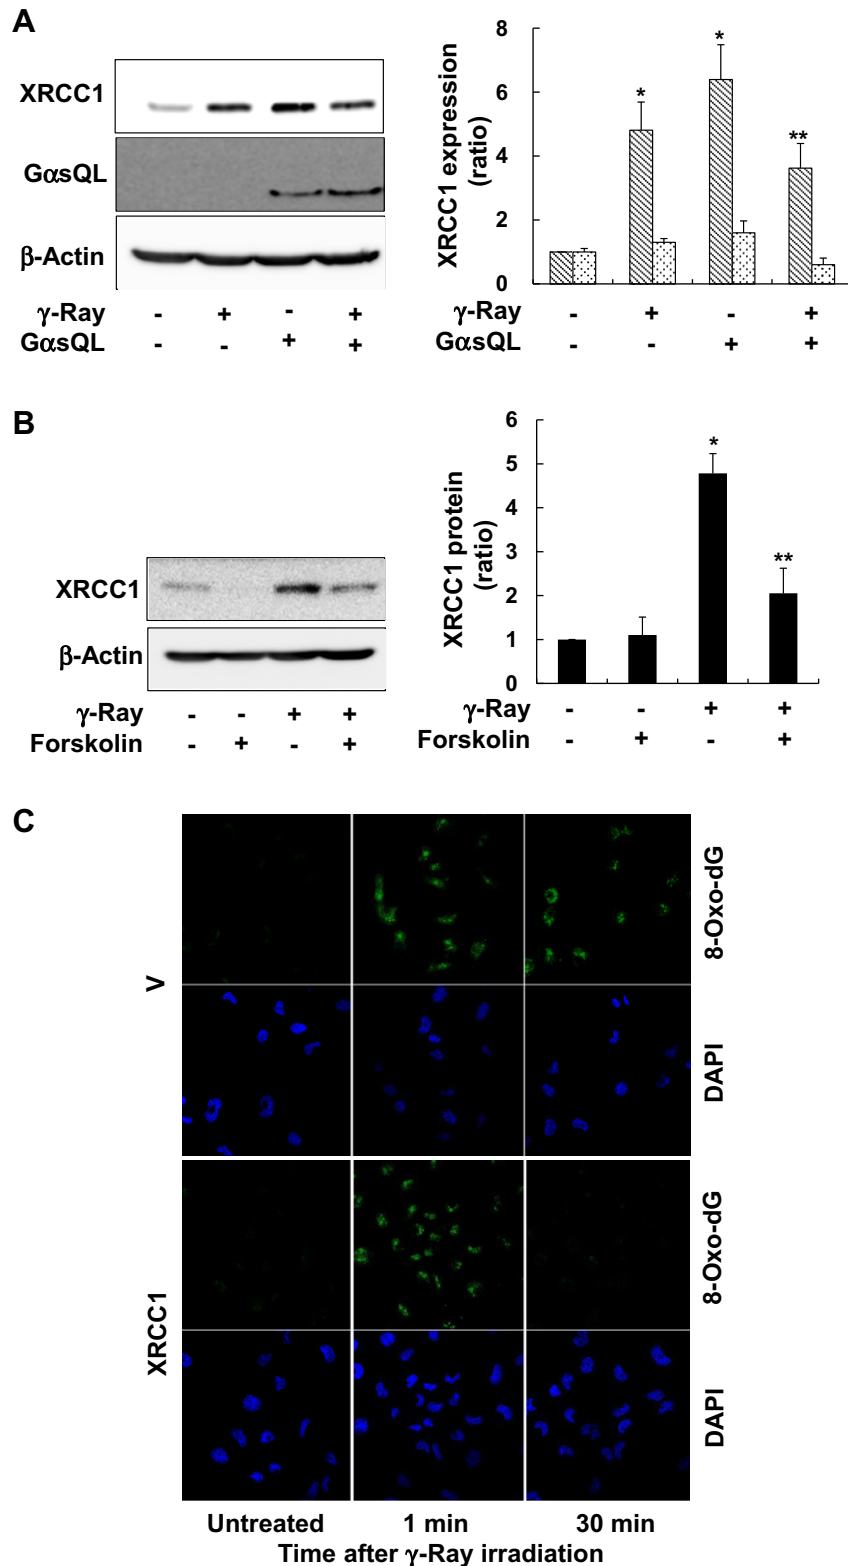 A
XRCC1
GαsQL
β-Actin
γ-Ray - + - +
GαsQL - - + +
XRCC1 expression
(ratio)
8
6
4
2
0
*
*
**
γ-Ray - + - +
GαsQL - - + +
B
XRCC1
β-Actin
γ-Ray - - + +
Forskolin - + - +
XRCC1 protein
(ratio)
6
5
4
3
2
1
0
*
**
γ-Ray - - + +
Forskolin - + - +
C
V
8-Oxo-dG
DAPI
XRCC1
8-Oxo-dG
DAPI
Untreated 1 min 30 min
Time after γ-Ray irradiation